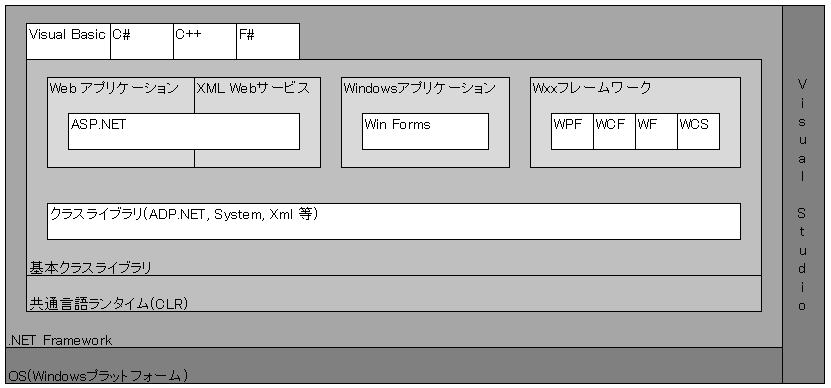 Visual Basic C# C++ F#
Web アプリケーション XML Webサービス Windowsアプリケーション Wxxフレームワーク
ASP.NET Win Forms WPF WCF WF WCS
クラスライブラリ(ADP.NET, System, Xml 等)
基本クラスライブラリ
共通言語ランタイム(CLR)
.NET Framework
OS(Windowsプラットフォーム)
Visual Studio